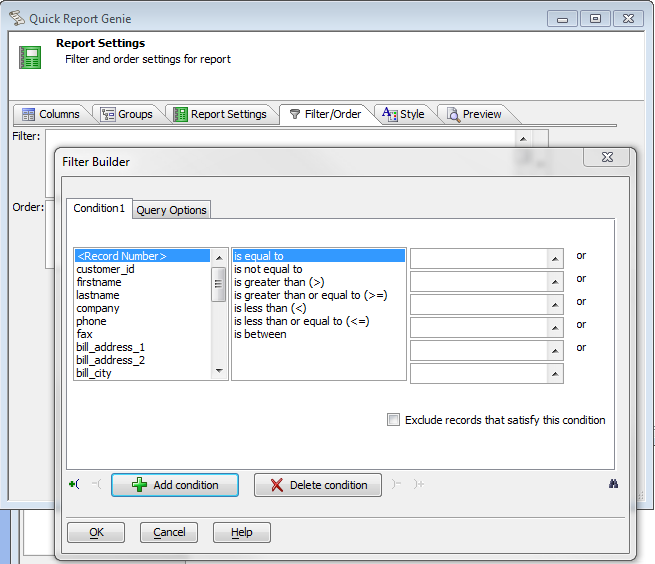 Quick Report Genie
Report Settings
Filter and order settings for report
Columns Groups Report Settings Filter/Order Style Preview
Filter:
Order:
Filter Builder
Condition1 Query Options
<Record Number>
customer_id
firstname
lastname
company
phone
fax
bill_address_1
bill_address_2
bill_city
is equal to
is not equal to
is greater than (>)
is greater than or equal to (>=)
is less than (<)
is less than or equal to (<=)
is between
or
or
or
or
or
Exclude records that satisfy this condition
+( -( Add condition Delete condition )- )+
OK Cancel Help